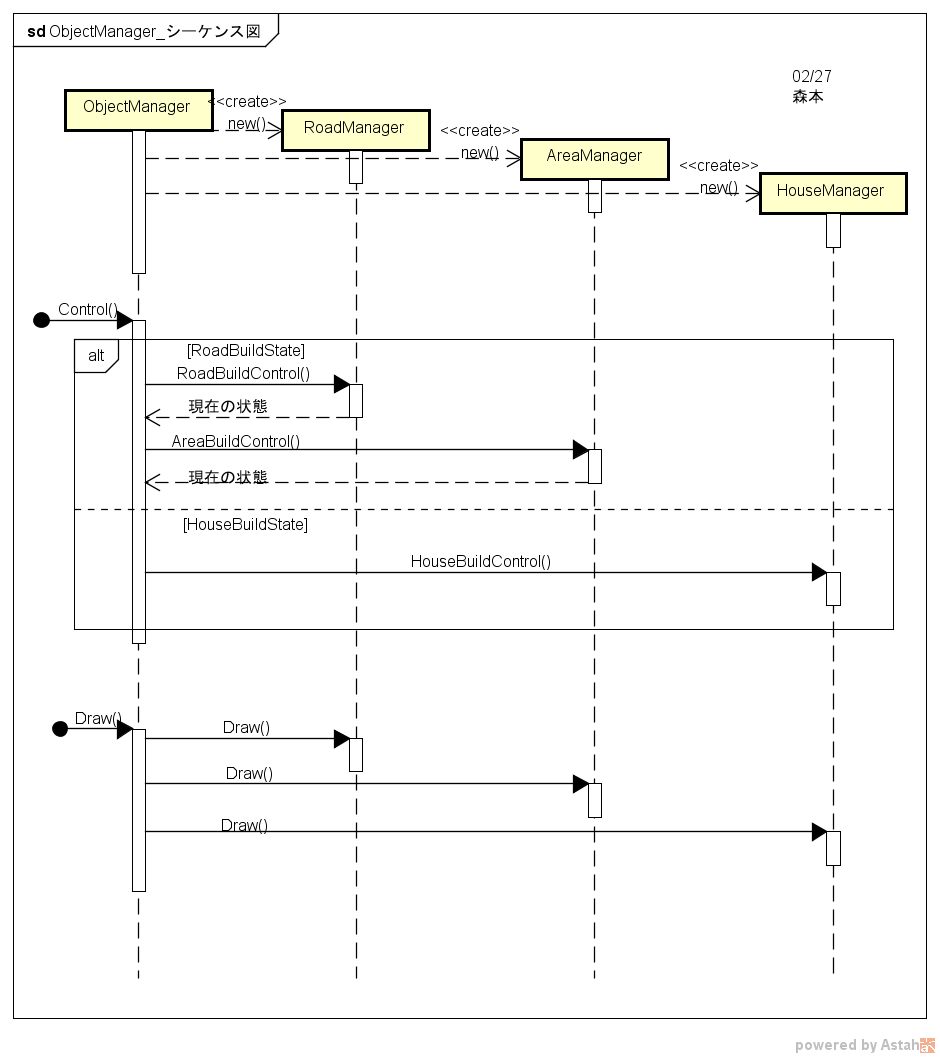 sd ObjectManager_シーケンス図
02/27
森本
ObjectManager
<<create>>
new()
RoadManager
<<create>>
new()
AreaManager
<<create>>
new()
HouseManager
Control()
alt
[RoadBuildState]
RoadBuildControl()
現在の状態
AreaBuildControl()
現在の状態
[HouseBuildState]
HouseBuildControl()
Draw()
Draw()
Draw()
Draw()
powered by Astah